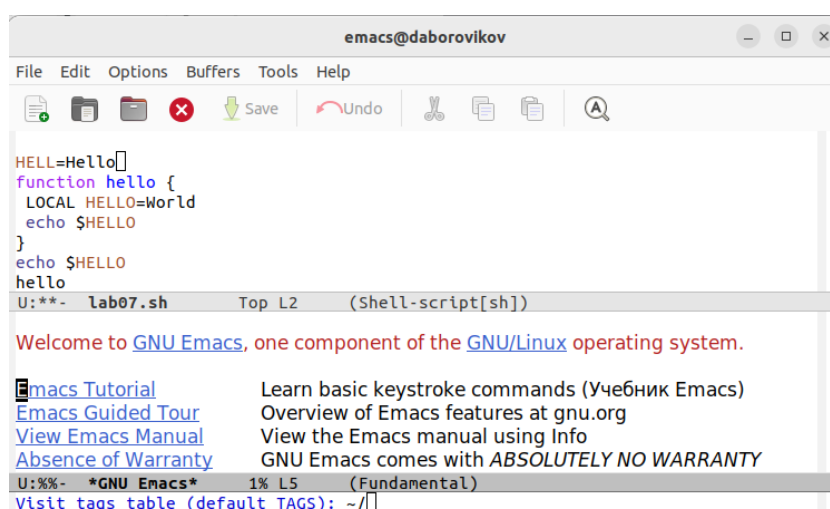 emacs@daborovikov
File Edit Options Buffers Tools Help
Save Undo
HELL=Hello
function hello {
LOCAL HELLO=World
echo $HELLO
}
echo $HELLO
hello
U:**- lab07.sh Top L2 (Shell-script[sh])
Welcome to GNU Emacs, one component of the GNU/Linux operating system.
Emacs Tutorial Learn basic keystroke commands (Учебник Emacs)
Emacs Guided Tour Overview of Emacs features at gnu.org
View Emacs Manual View the Emacs manual using Info
Absence of Warranty GNU Emacs comes with ABSOLUTELY NO WARRANTY
U:%%- *GNU Emacs* 1% L5 (Fundamental)
Visit tags table (default TAGS): ~/